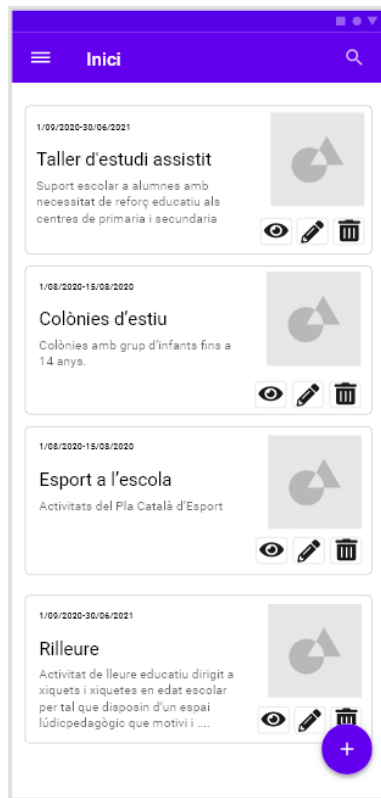 Inici
1/09/2020-30/06/2021
Taller d'estudi assistit
Suport escolar a alumnes amb
necessitat de reforç educatiu als
centres de primaria i secundaria
1/08/2020-15/08/2020
Colònies d'estiu
Colònies amb grup d'infants fins a
14 anys.
1/08/2020-15/08/2020
Esport a l'escola
Activitats del Pla Català d'Esport
1/09/2020-30/06/2021
Rilleure
Activitat de lleure educatiu dirigit a
xiquets i xiquetes en edat escolar
per tal que disposin d'un espai
lúdicpedagògic que motivi i ....
+